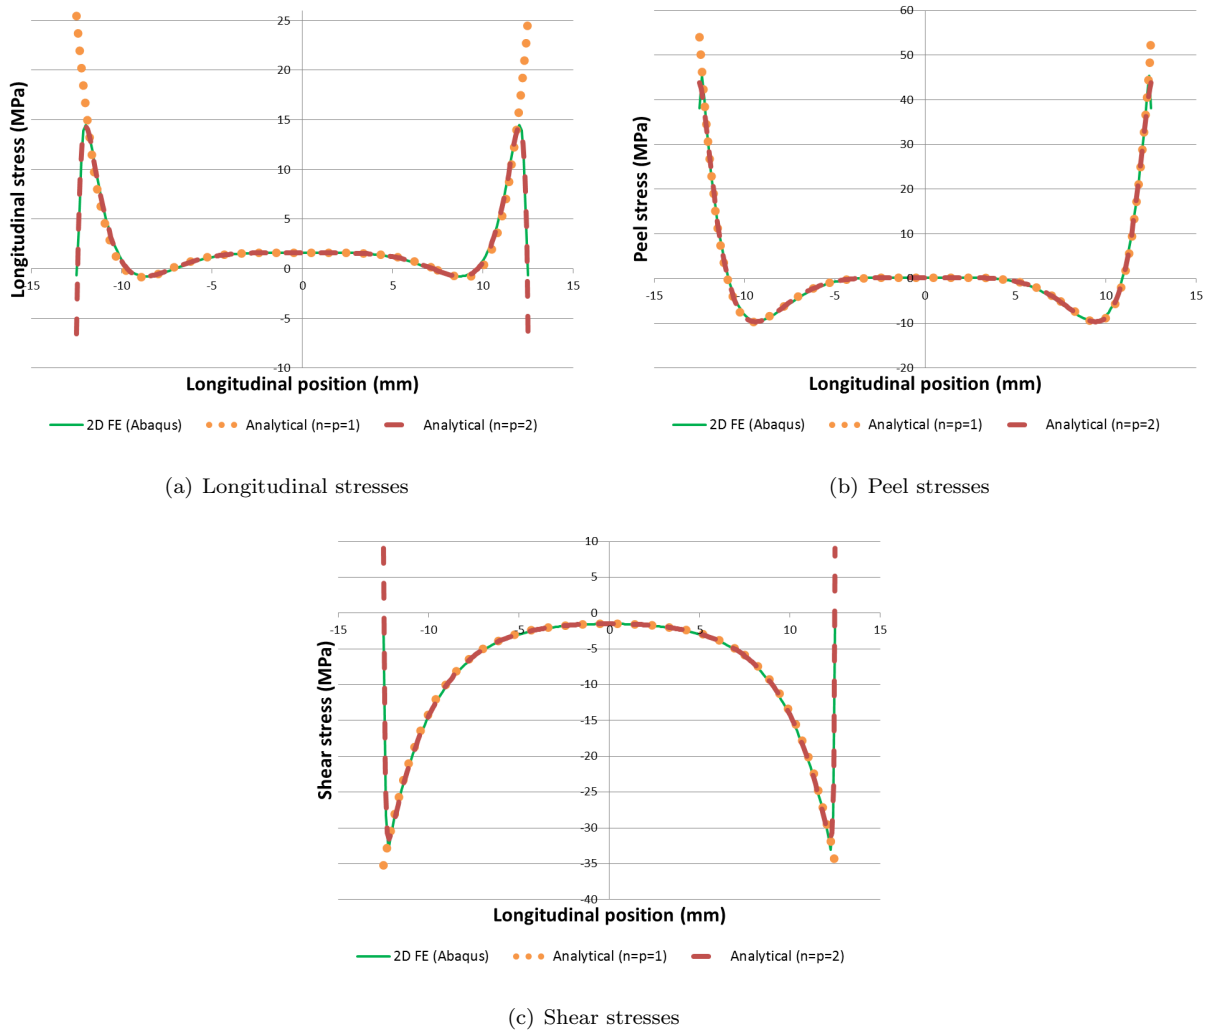 25
20
15
10
5
0
-5
-10
-15 -10 -5 0 5 10 15
Longitudinal stress (MPa)
Longitudinal position (mm)
2D FE (Abaqus) Analytical (n=p=1) Analytical (n=p=2)
(a) Longitudinal stresses
60
50
40
30
20
10
0
-10
-20
-15 -10 -5 0 5 10 15
Peel stress (MPa)
Longitudinal position (mm)
2D FE (Abaqus) Analytical (n=p=1) Analytical (n=p=2)
(b) Peel stresses
10
5
0
-5
-10
-15
-20
-25
-30
-35
-40
-15 -10 -5 0 5 10 15
Shear stress (MPa)
Longitudinal position (mm)
2D FE (Abaqus) Analytical (n=p=1) Analytical (n=p=2)
(c) Shear stresses